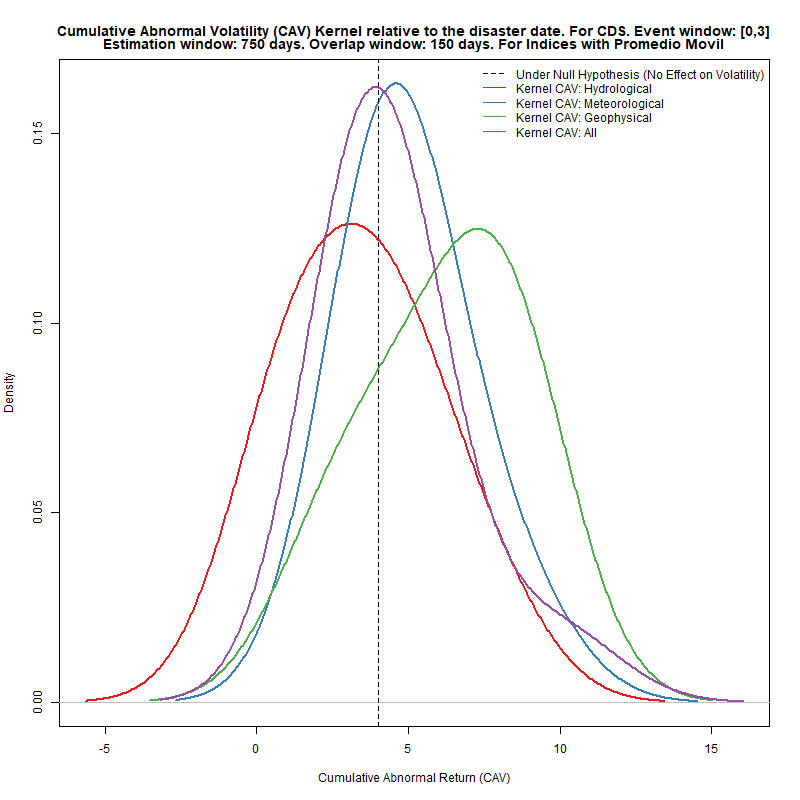 Cumulative Abnormal Volatility (CAV) Kernel relative to the disaster date. For CDS. Event window: [0,3]
Estimation window: 750 days. Overlap window: 150 days. For Indices with Promedio Movil
Under Null Hypothesis (No Effect on Volatility)
Kernel CAV: Hydrological
Kernel CAV: Meteorological
Kernel CAV: Geophysical
Kernel CAV: All
0.15
0.10
0.05
0.00
Density
-5
0
5
10
15
Cumulative Abnormal Return (CAV)